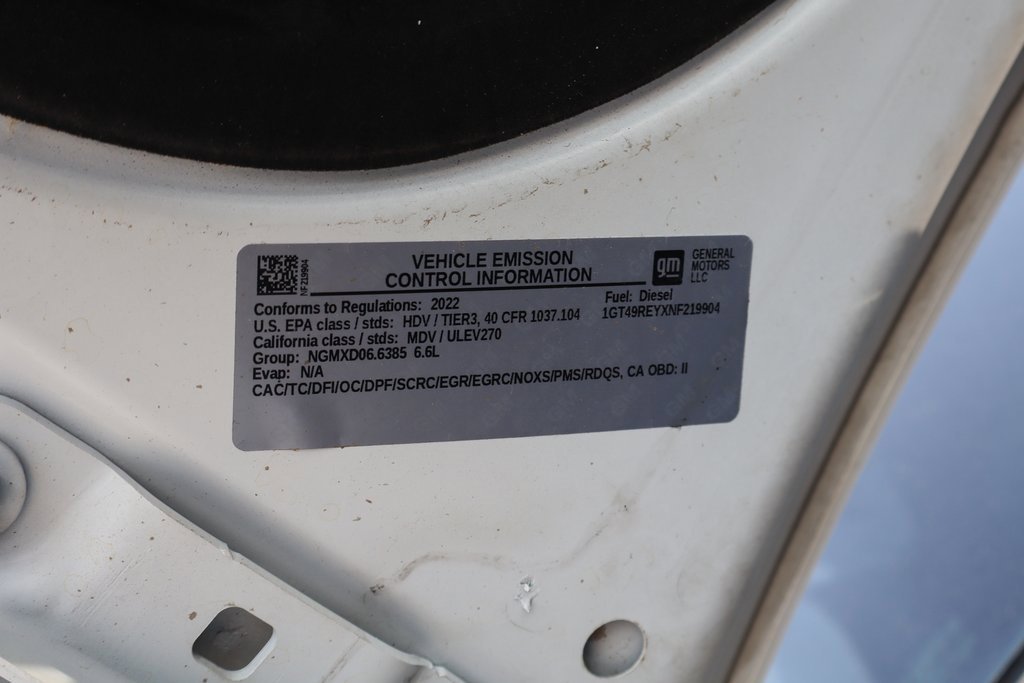 VEHICLE EMISSION
CONTROL INFORMATION
NF219904
gm
GENERAL
MOTORS
LLC
Conforms to Regulations: 2022
Fuel: Diesel
U.S. EPA class / stds: HDV / TIER3, 40 CFR 1037.104
1GT49REYXNF219904
California class / stds: MDV / ULEV270
Group: NGMXD06.6385 6.6L
Evap: N/A
CAC/TC/DFI/OC/DPF/SCRC/EGR/EGRC/NOXS/PMS/RDQS, CA OBD: II